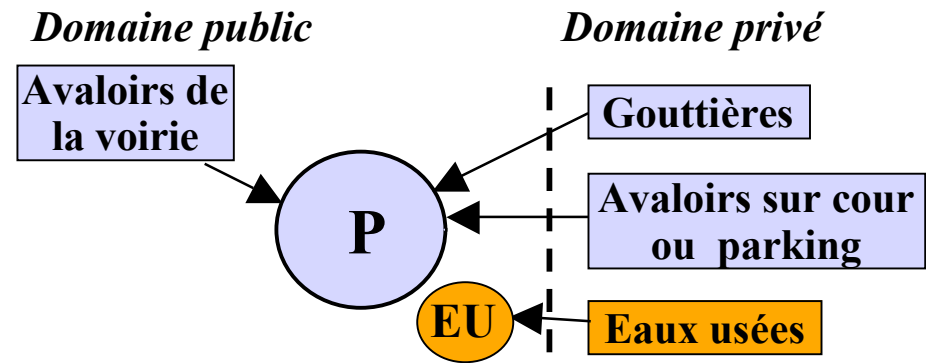 Domaine public
Domaine privé
Avaloirs de
la voirie
Gouttières
P
Avaloirs sur cour
ou parking
EU
Eaux usées